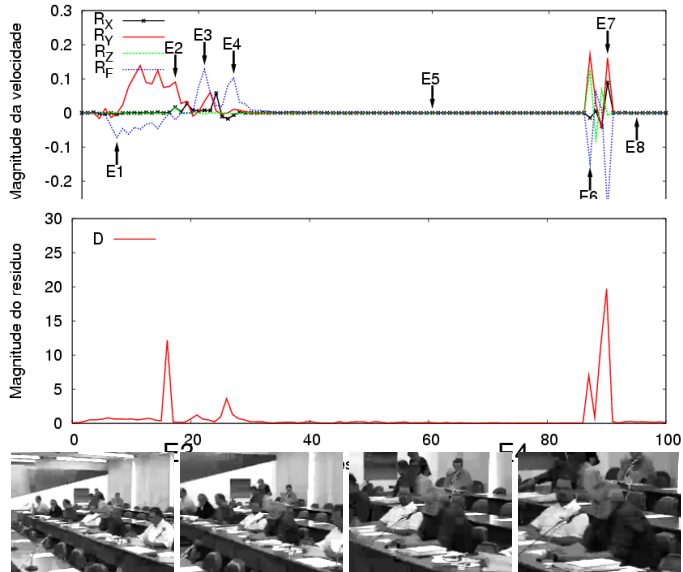 Magnitude da velocidade
0.3
0.2
0.1
0
-0.1
-0.2
R_X
R_Y
R_Z
R_F
E1
E2
E3
E4
E5
E6
E7
E8
Magnitude do resíduo
30
25
20
15
10
5
0
D
0 20 40 60 80 100